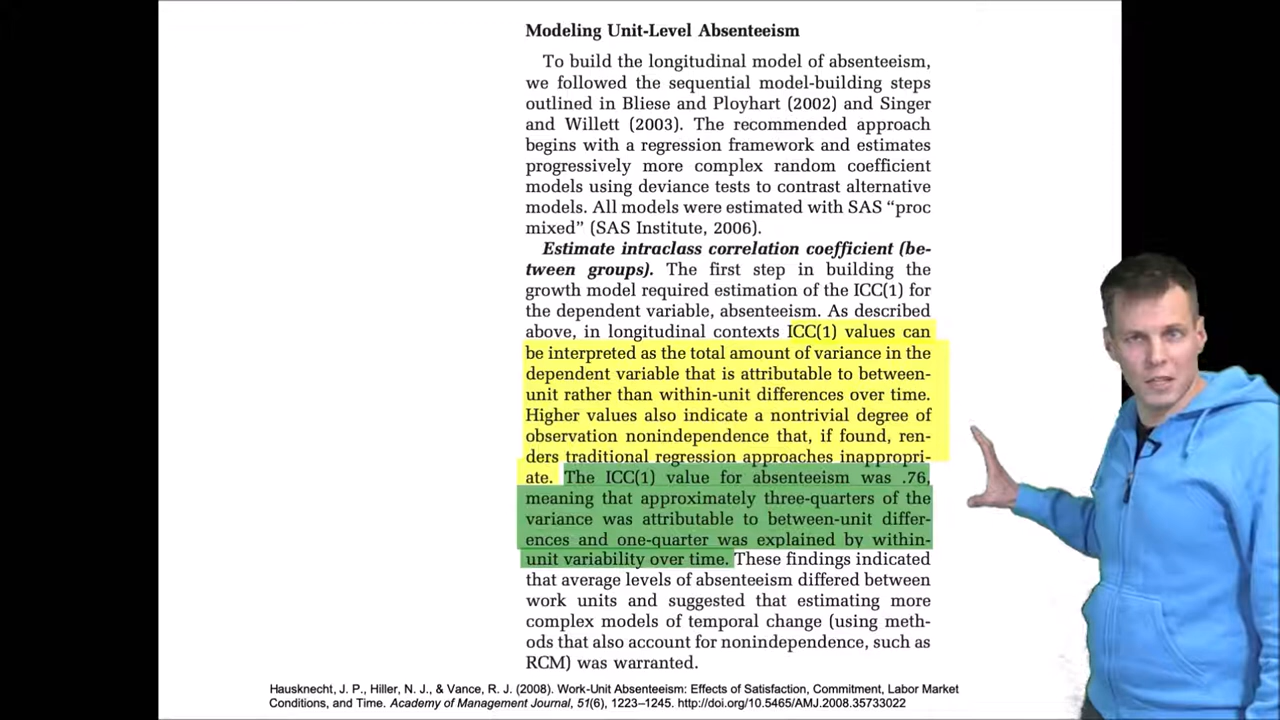 Modeling Unit-Level Absenteeism
To build the longitudinal model of absenteeism,
we followed the sequential model-building steps
outlined in Bliese and Ployhart (2002) and Singer
and Willett (2003). The recommended approach
begins with a regression framework and estimates
progressively more complex random coefficient
models using deviance tests to contrast alternative
models. All models were estimated with SAS “proc
mixed” (SAS Institute, 2006).
Estimate intraclass correlation coefficient (be-
tween groups). The first step in building the
growth model required estimation of the ICC(1) for
the dependent variable, absenteeism. As described
above, in longitudinal contexts ICC(1) values can
be interpreted as the total amount of variance in the
dependent variable that is attributable to between-
unit rather than within-unit differences over time.
Higher values also indicate a nontrivial degree of
observation nonindependence that, if found, ren-
ders traditional regression approaches inappropri-
ate. The ICC(1) value for absenteeism was .76,
meaning that approximately three-quarters of the
variance was attributable to between-unit differ-
ences and one-quarter was explained by within-
unit variability over time. These findings indicated
that average levels of absenteeism differed between
work units and suggested that estimating more
complex models of temporal change (using meth-
ods that also account for nonindependence, such as
RCM) was warranted.
Hausknecht, J. P., Hiller, N. J., & Vance, R. J. (2008). Work-Unit Absenteeism: Effects of Satisfaction, Commitment, Labor Market
Conditions, and Time. Academy of Management Journal, 51(6), 1223–1245. http://doi.org/10.5465/AMJ.2008.35733022